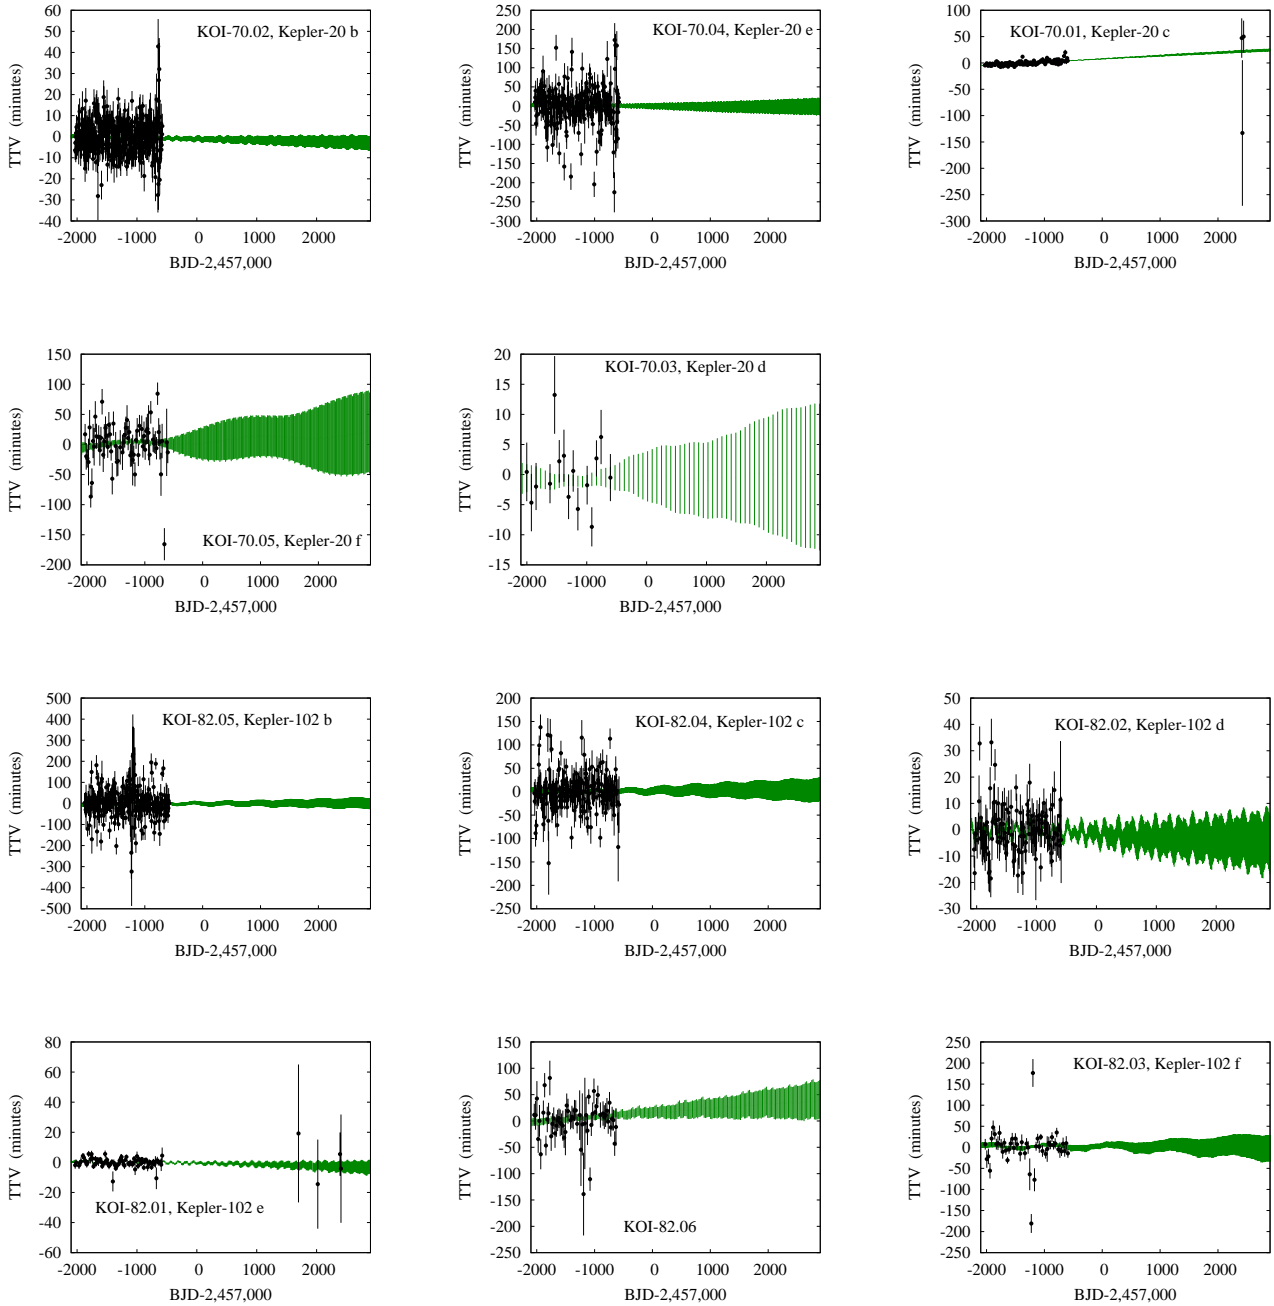 KOI-70.02, Kepler-20 b
TTV (minutes)
60
50
40
30
20
10
0
-10
20
30
40
-2000 -1000 0 1000 2000
BJD-2,457,000
KOI-70.04, Kepler-20 e
TTV (minutes)
250
200
150
100
50
0
-50
-100
-150
-200
-300
-2000 -1000 0 1000 2000
BJD-2,457,000
KOI-70.01, Kepler-20 c
TTV (minutes)
100
50
0
-50
-100
-150
-200
-250
-300
-2000 -1000 0 1000 2000
BJD-2,457,000
KOI-70.05, Kepler-20 f
TTV (minutes)
150
100
50
0
-50
-100
-150
-200
-2000 -1000 0 1000 2000
BJD-2,457,000
KOI-70.03, Kepler-20 d
TTV (minutes)
20
15
10
5
0
-5
-10
-15
-2000 -1000 0 1000 2000
BJD-2,457,000
KOI-82.05, Kepler-102 b
TTV (minutes)
500
400
300
200
100
0
-100
-200
-300
-400
-500
-2000 -1000 0 1000 2000
BJD-2,457,000
KOI-82.04, Kepler-102 c
TTV (minutes)
200
150
100
50
0
-50
-100
-150
-200
-250
-2000 -1000 0 1000 2000
BJD-2,457,000
KOI-82.02, Kepler-102 d
TTV (minutes)
50
40
30
20
10
0
-10
-20
-30
-2000 -1000 0 1000 2000
BJD-2,457,000
KOI-82.01, Kepler-102 e
TTV (minutes)
80
60
40
20
0
-20
-40
-60
-2000 -1000 0 1000 2000
BJD-2,457,000
KOI-82.06
TTV (minutes)
150
100
50
0
-50
-100
-150
-200
-250
-2000 -1000 0 1000 2000
BJD-2,457,000
KOI-82.03, Kepler-102 f
TTV (minutes)
250
200
150
100
50
0
-50
-100
-150
-200
-250
-2000 -1000 0 1000 2000
BJD-2,457,000